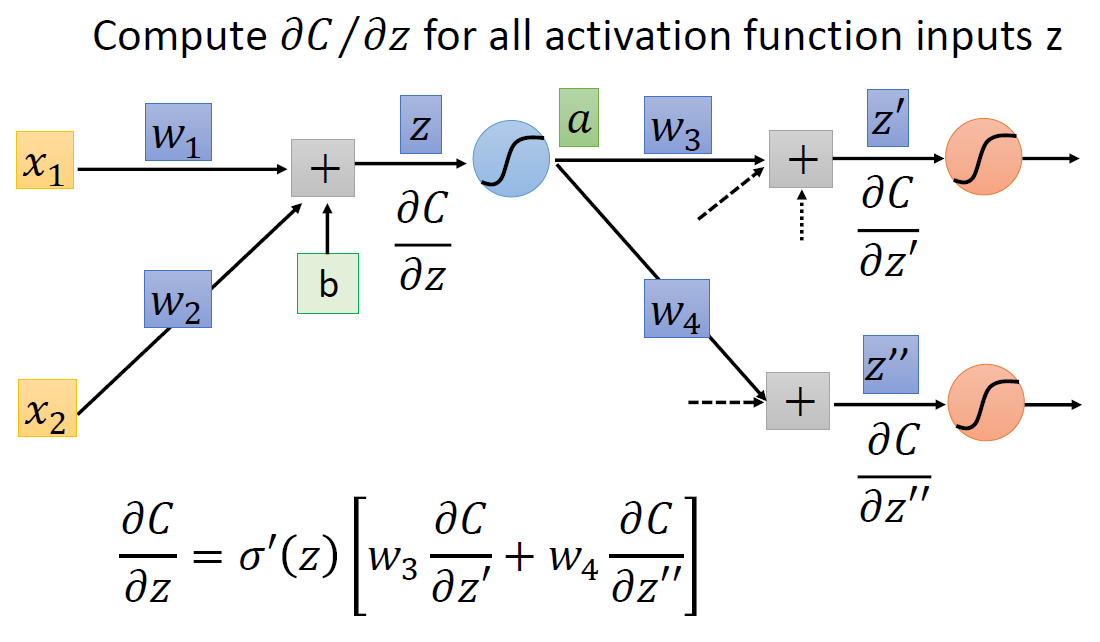 Compute ∂C/∂z for all activation function inputs z
x₁
w₁
+
z
a
w₃
+
z′
∂C/∂z
∂C/∂z′
b
w₂
w₄
x₂
+
z″
∂C/∂z″
∂C/∂z = σ′(z) [w₃ ∂C/∂z′ + w₄ ∂C/∂z″]